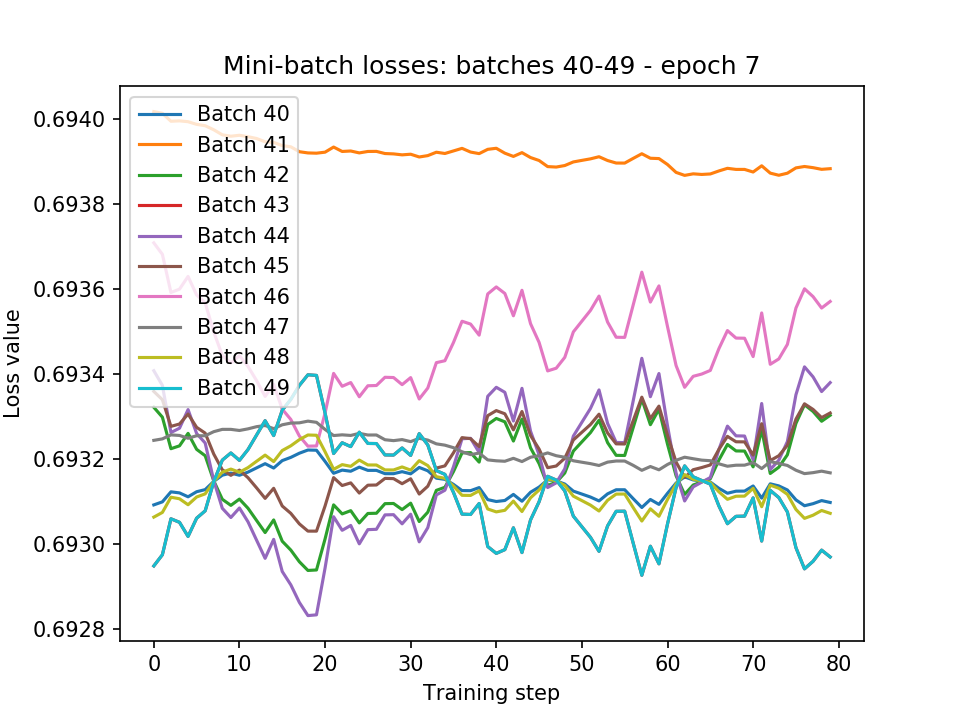 Mini-batch losses: batches 40-49 - epoch 7
Loss value
0.6940
0.6938
0.6936
0.6934
0.6932
0.6930
0.6928
Batch 40
Batch 41
Batch 42
Batch 43
Batch 44
Batch 45
Batch 46
Batch 47
Batch 48
Batch 49
0 10 20 30 40 50 60 70 80
Training step